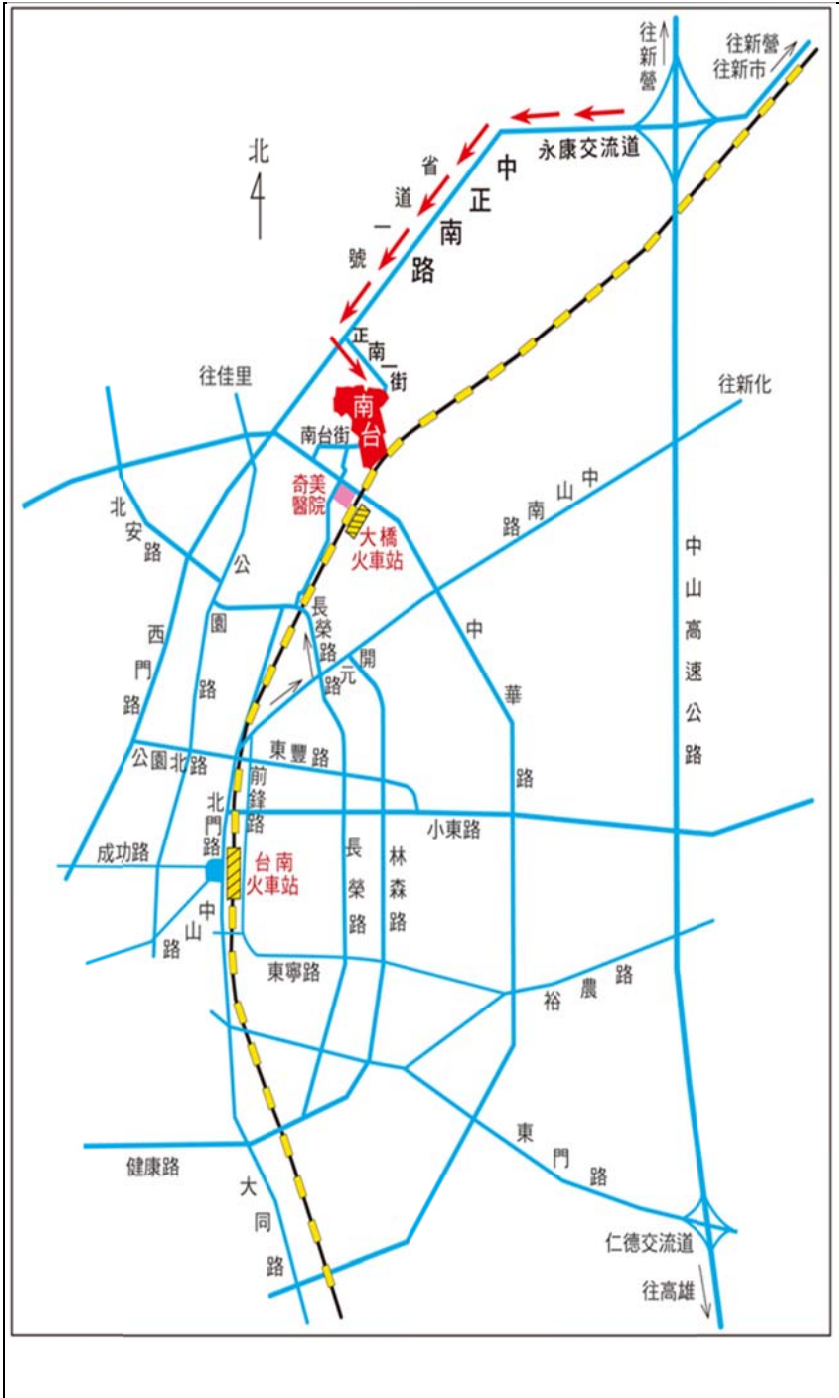 往新營
往新營
往新市
永康交流道
北
省道一號
中正南路
正南一街
往佳里
南台
南台街
往新化
奇美
醫院
大橋
火車站
北安路
中山南路
公園路
中山高速公路
長榮路
開元路
西門路
中華路
公園北路
東豐路
前鋒路
北門路
小東路
成功路
台南
火車站
長榮路
林森路
中山路
東寧路
裕農路
東門路
健康路
大同路
仁德交流道
往高雄